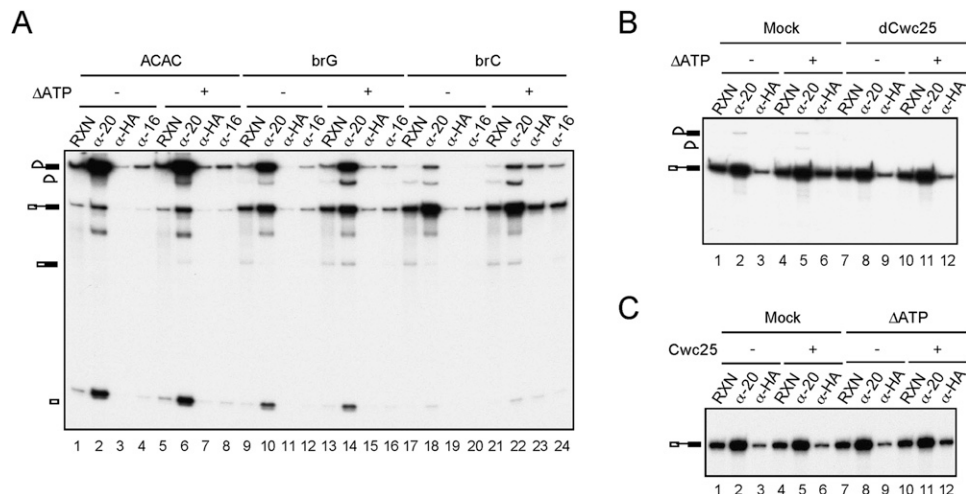 A
ACAC brG brC
ΔATP - + - + - +
RXN α-20 α-HA α-16 RXN α-20 α-HA α-16 RXN α-20 α-HA α-16 RXN α-20 α-HA α-16 RXN α-20 α-HA α-16 RXN α-20 α-HA α-16
1 2 3 4 5 6 7 8 9 10 11 12 13 14 15 16 17 18 19 20 21 22 23 24
B
Mock dCwc25
ΔATP - + - +
RXN α-20 α-HA RXN α-20 α-HA RXN α-20 α-HA RXN α-20 α-HA
1 2 3 4 5 6 7 8 9 10 11 12
C
Mock ΔATP
Cwc25 - + - +
RXN α-20 α-HA RXN α-20 α-HA RXN α-20 α-HA RXN α-20 α-HA
1 2 3 4 5 6 7 8 9 10 11 12